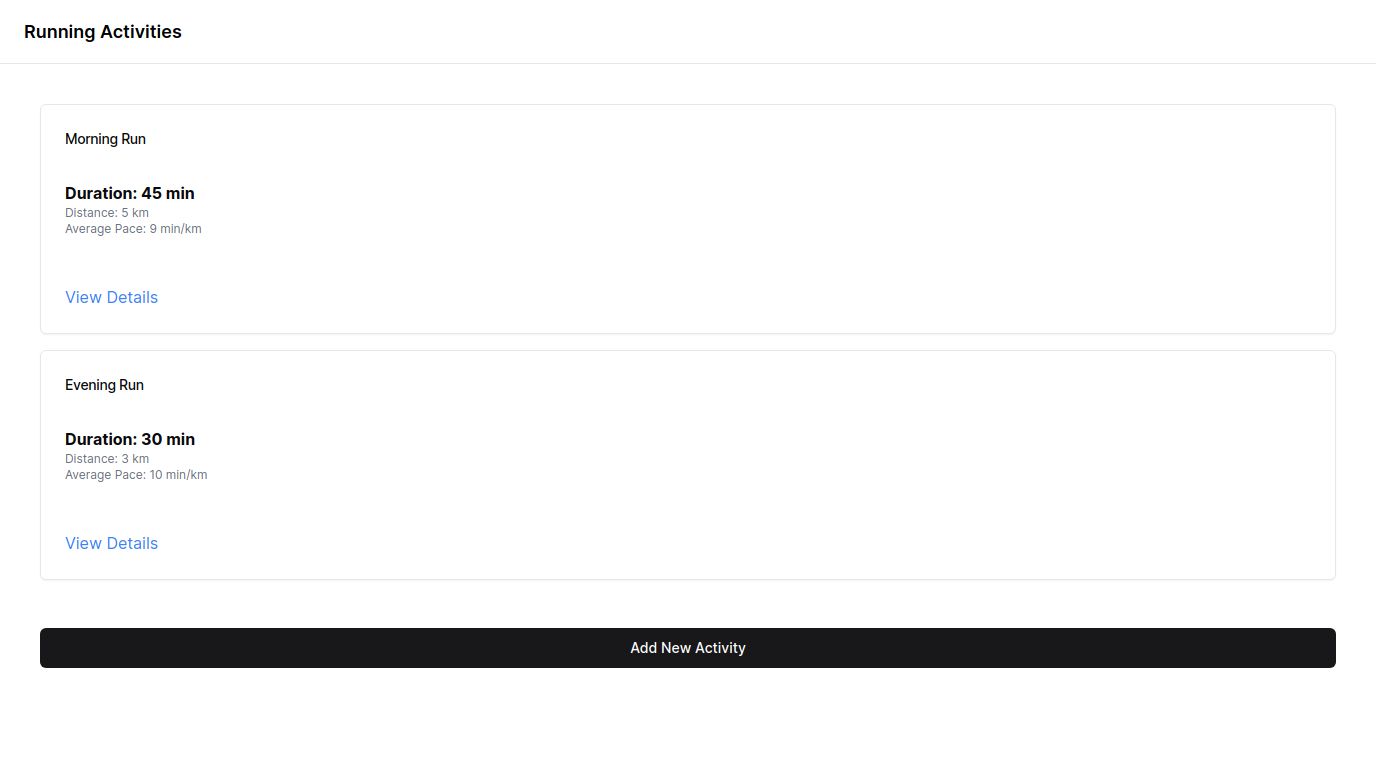 Running Activities
Morning Run
Duration: 45 min
Distance: 5 km
Average Pace: 9 min/km
View Details
Evening Run
Duration: 30 min
Distance: 3 km
Average Pace: 10 min/km
View Details
Add New Activity